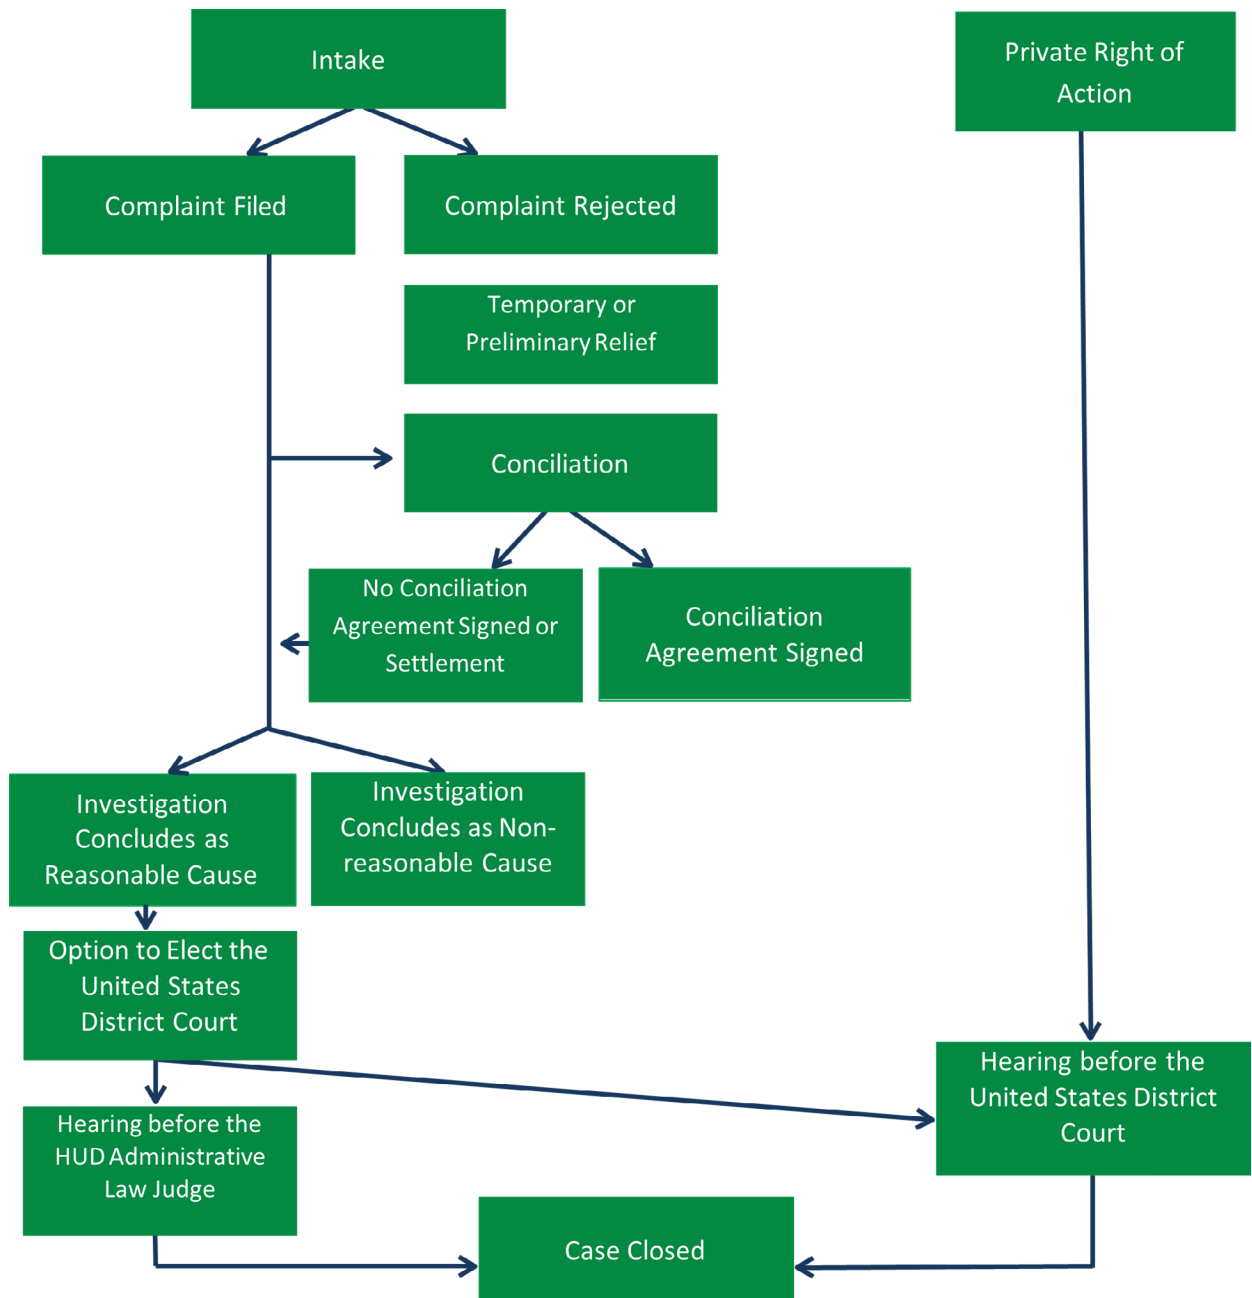 Intake
Private Right of
Action
Complaint Filed
Complaint Rejected
Temporary or
Preliminary Relief
Conciliation
No Conciliation
Agreement Signed or
Settlement
Conciliation
Agreement Signed
Investigation
Concludes as
Reasonable Cause
Investigation
Concludes as Non-
reasonable Cause
Option to Elect the
United States
District Court
Hearing before the
United States District
Court
Hearing before the
HUD Administrative
Law Judge
Case Closed